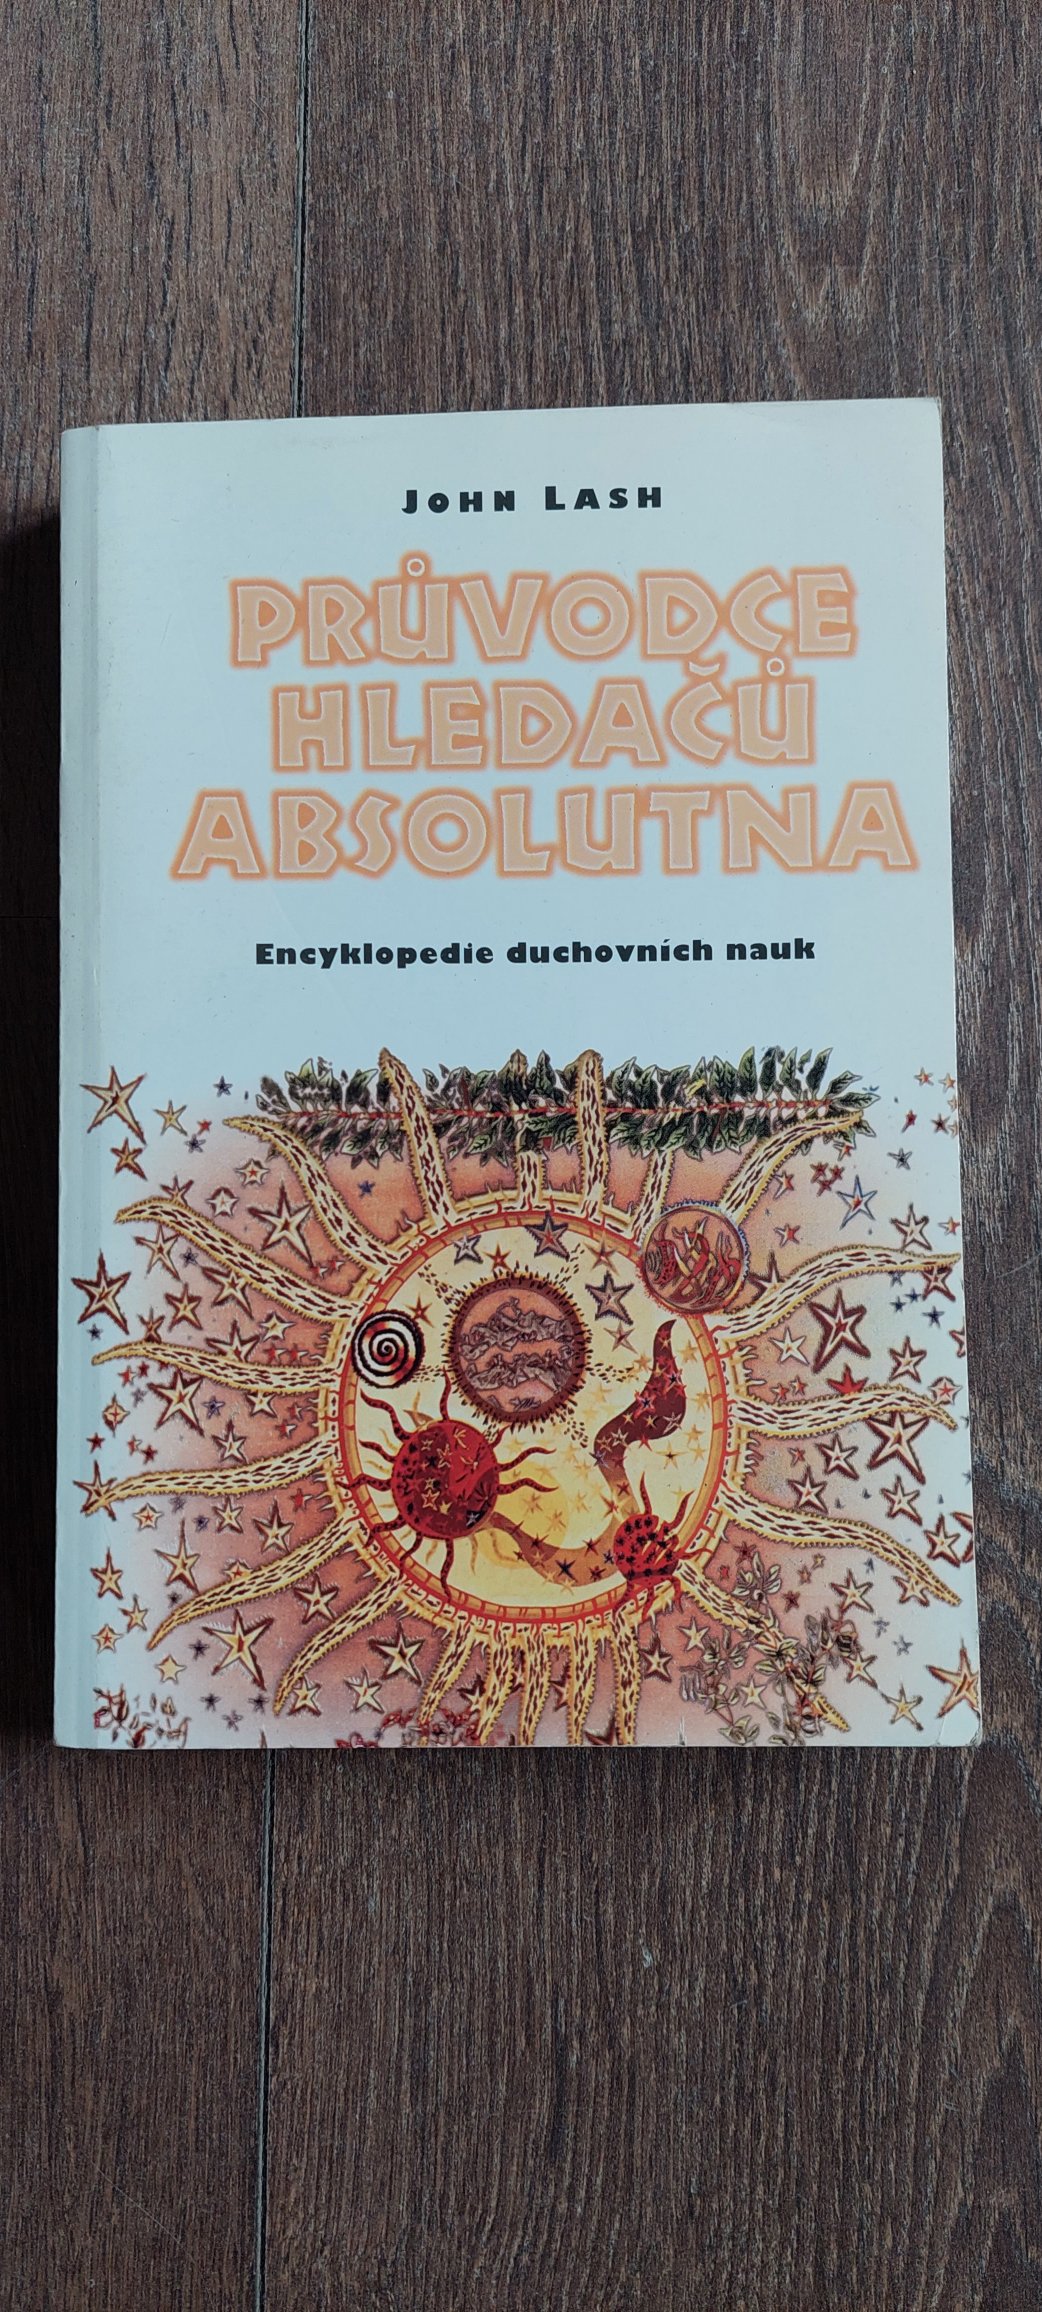 JOHN LASH
PRŮVODCE
HLEDAČŮ
ABSOLUTNA
Encyklopedie duchovních nauk